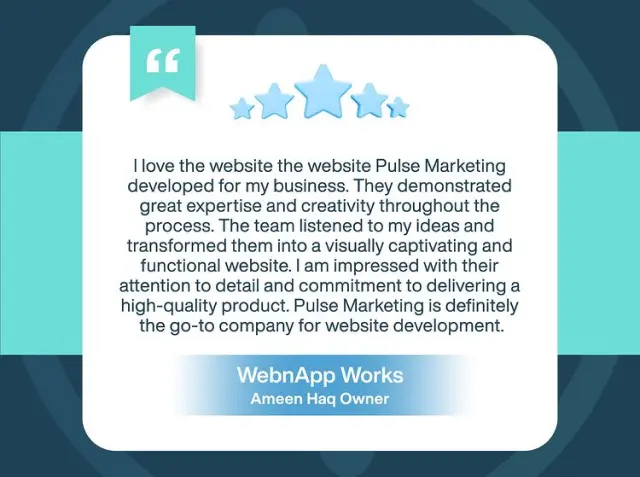 I love the website the website Pulse Marketing
developed for my business. They demonstrated
great expertise and creativity throughout the
process. The team listened to my ideas and
transformed them into a visually captivating and
functional website. I am impressed with their
attention to detail and commitment to delivering a
high-quality product. Pulse Marketing is definitely
the go-to company for website development.
WebnApp Works
Ameen Haq Owner